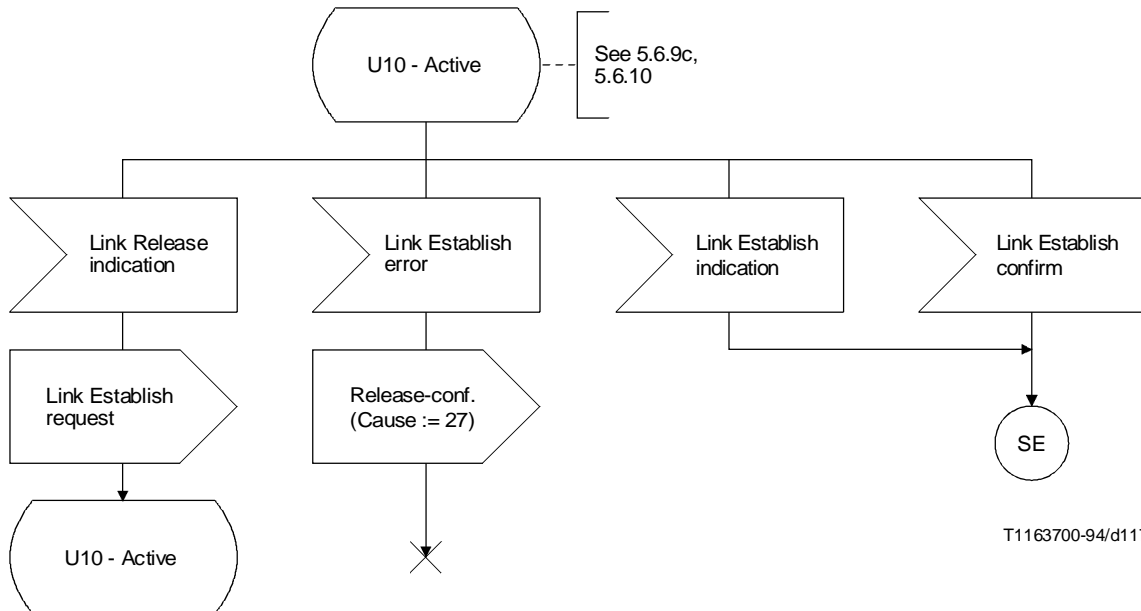 U10 - Active
See 5.6.9c,
5.6.10
Link Release
indication
Link Establish
error
Link Establish
indication
Link Establish
confirm
Link Establish
request
Release-conf.
(Cause := 27)
SE
U10 - Active